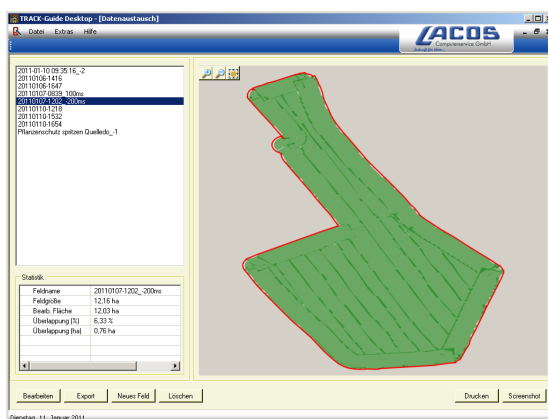 TRACK-Guide Desktop - [Datenaustausch]
Datei Extras Hilfe
LACOS
Computerservice GmbH
2011-01-10 09:35:16_-2
20110106-1416
20110106-1647
20110107-0839_100ms
20110107-1202_-200ms
20110110-1218
20110110-1532
20110110-1654
Pflanzenschutz spritzen Quelledo_-1
Statistik
Feldname 20110107-1202_-200ms
Feldgröße 12,16 ha
Bearb. Fläche 12,03 ha
Überlappung (%) 6,33 %
Überlappung (ha) 0,76 ha
Bearbeiten Export Neues Feld Löschen Drucken Screenshot
Dienstag, 11. Januar 2011